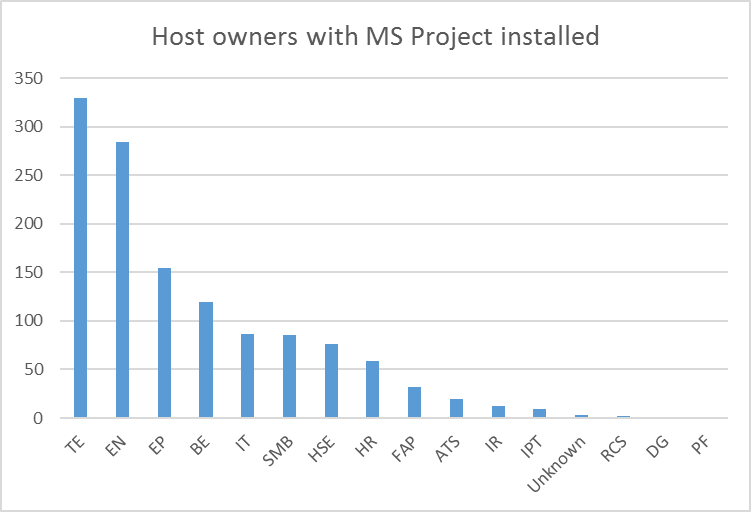 Host owners with MS Project installed
350
300
250
200
150
100
50
0
TE
EN
EP
BE
IT
SMB
HSE
HR
FAP
ATS
IR
IPT
Unknown
RCS
DG
PF